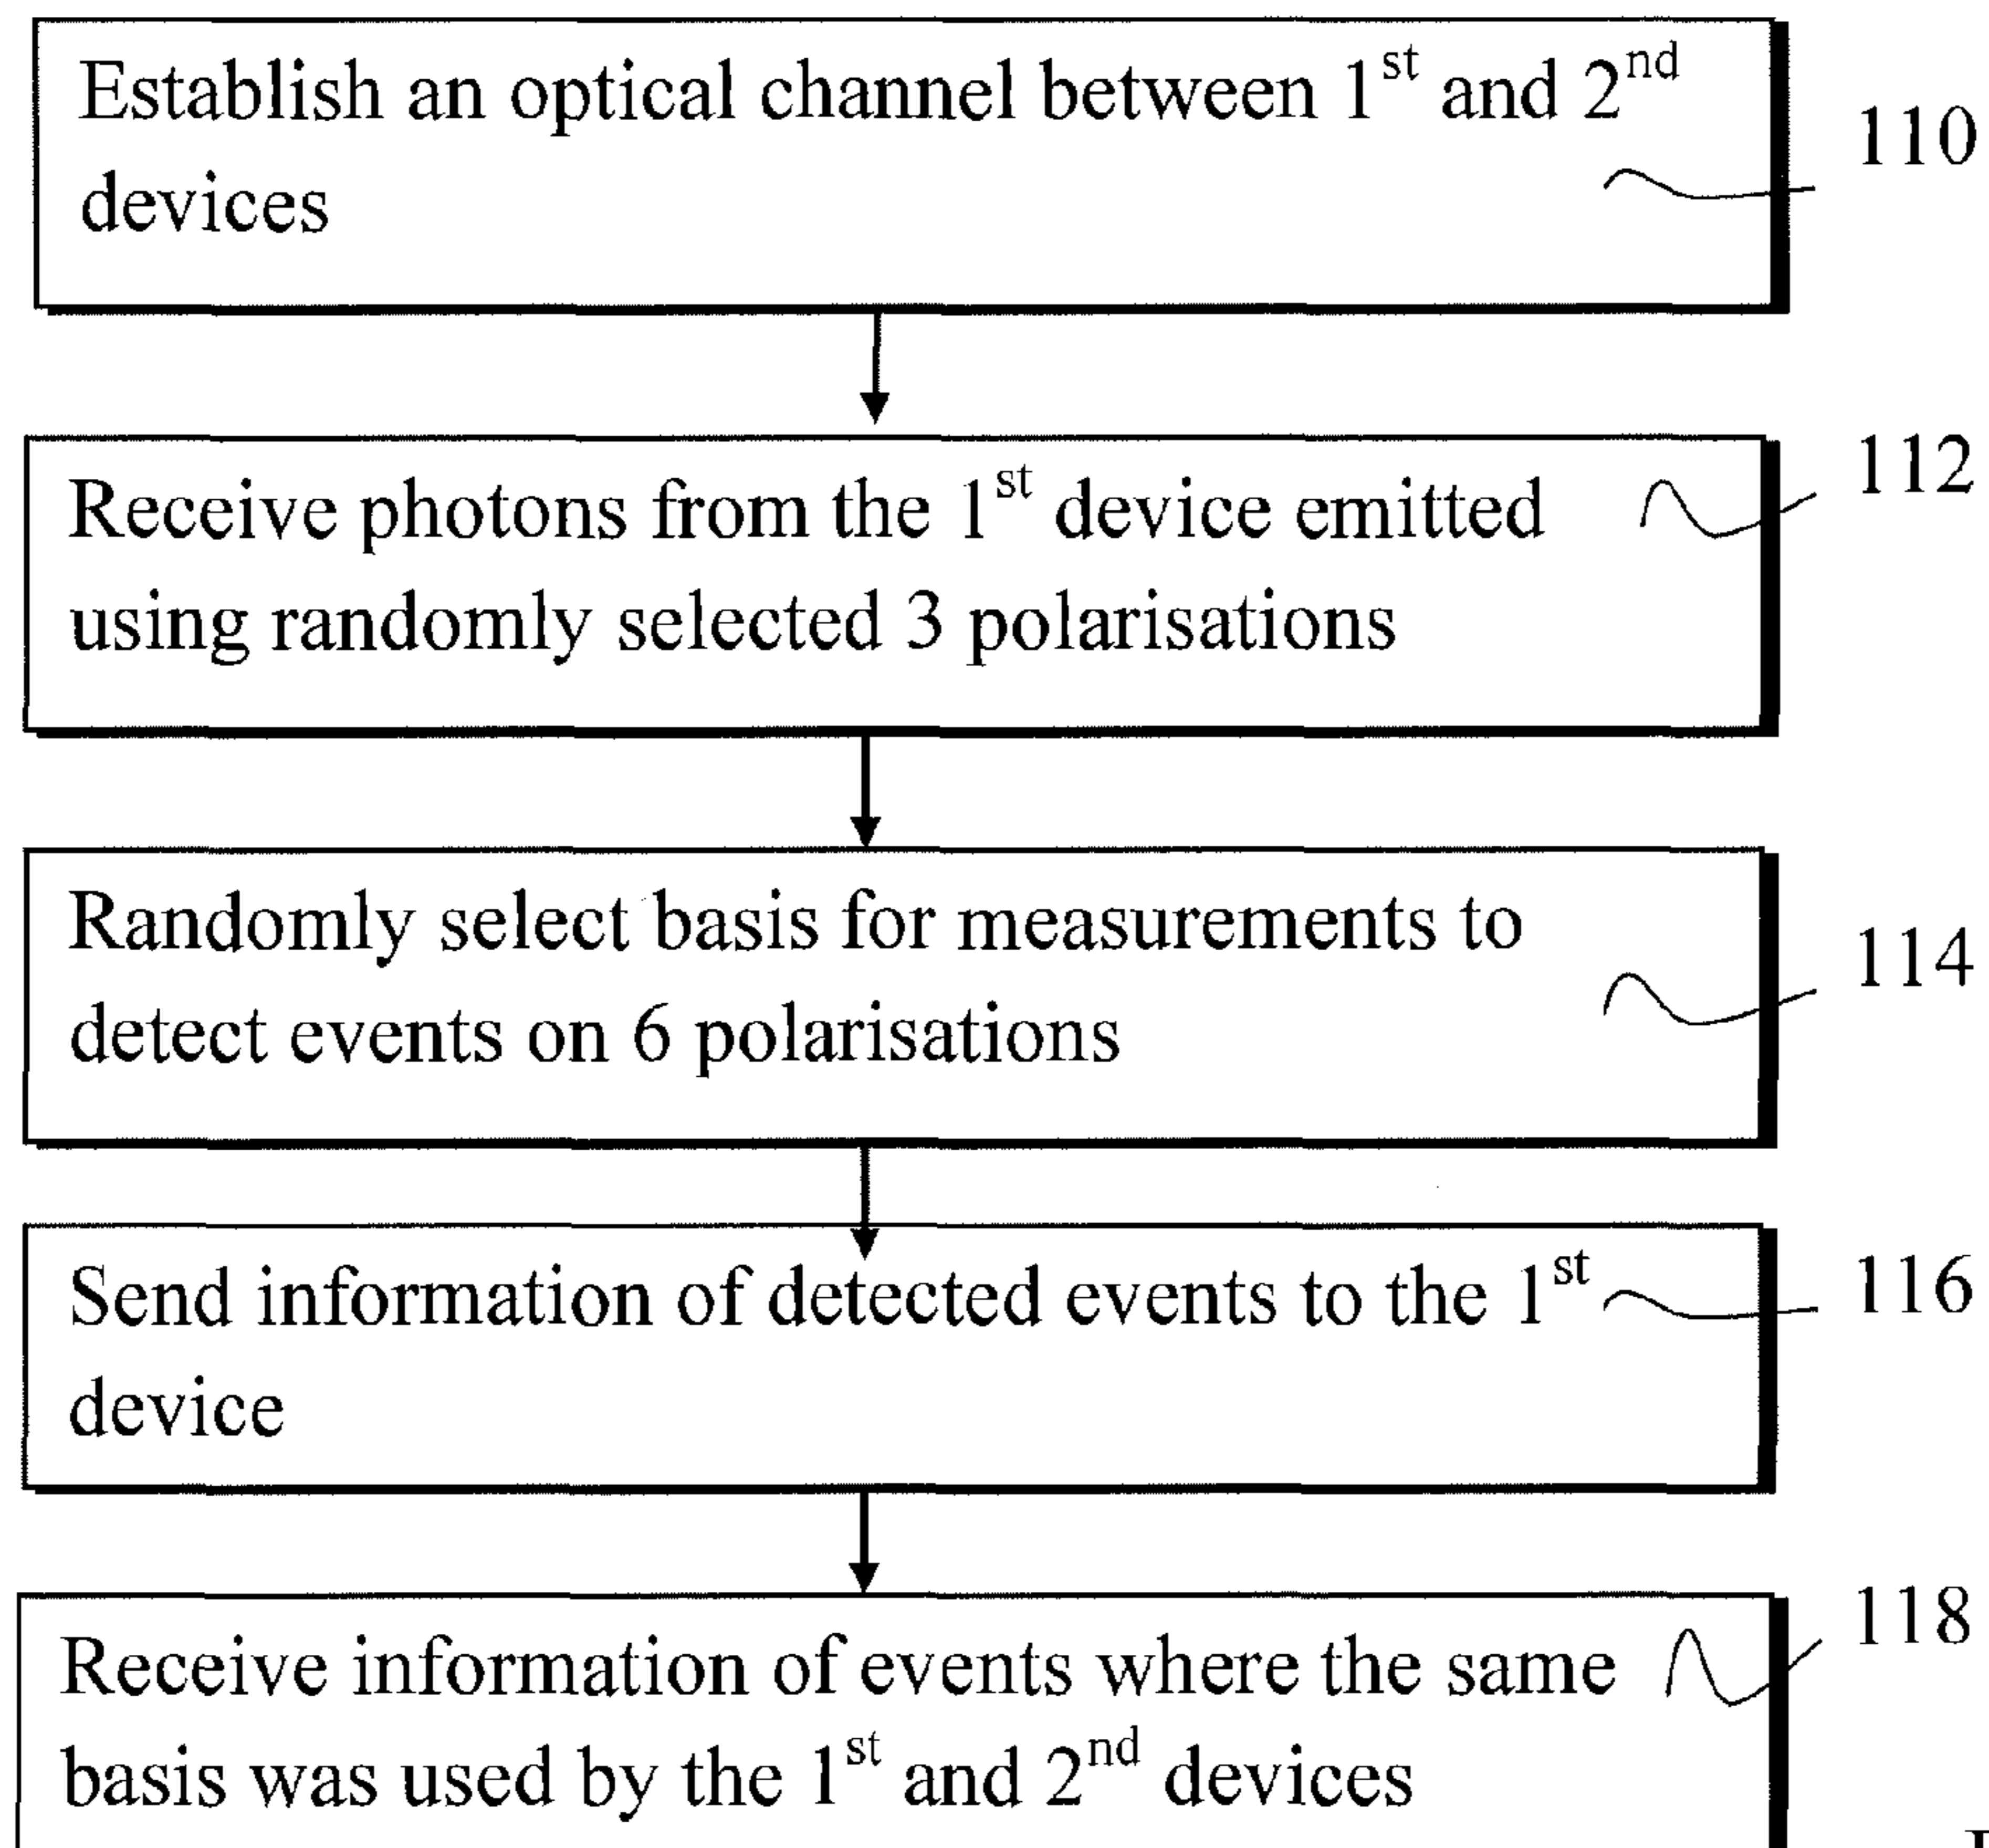 Establish an optical channel between 1st and 2nd
devices
110
Receive photons from the 1st device emitted
using randomly selected 3 polarisations
112
Randomly select basis for measurements to
detect events on 6 polarisations
114
Send information of detected events to the 1st
device
116
Receive information of events where the same
basis was used by the 1st and 2nd devices
118